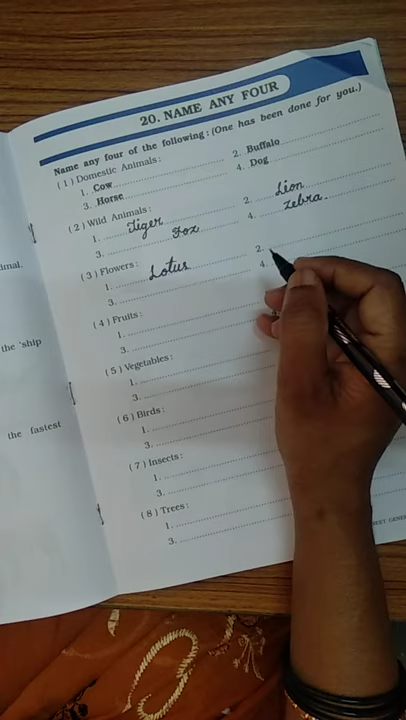 20. NAME ANY FOUR
Name any four of the following : (One has been done for you.)
( 1 ) Domestic Animals :
1. Cow 2. Buffalo
3. Horse 4. Dog
( 2 ) Wild Animals :
1. Tiger 2. Lion
3. Fox 4. Zebra.
( 3 ) Flowers :
1. Lotus 2.
3. 4.
( 4 ) Fruits :
1.
3.
( 5 ) Vegetables :
1.
3.
( 6 ) Birds :
1.
3.
( 7 ) Insects :
1.
3.
( 8 ) Trees :
1.
3.
the 'ship
the fastest